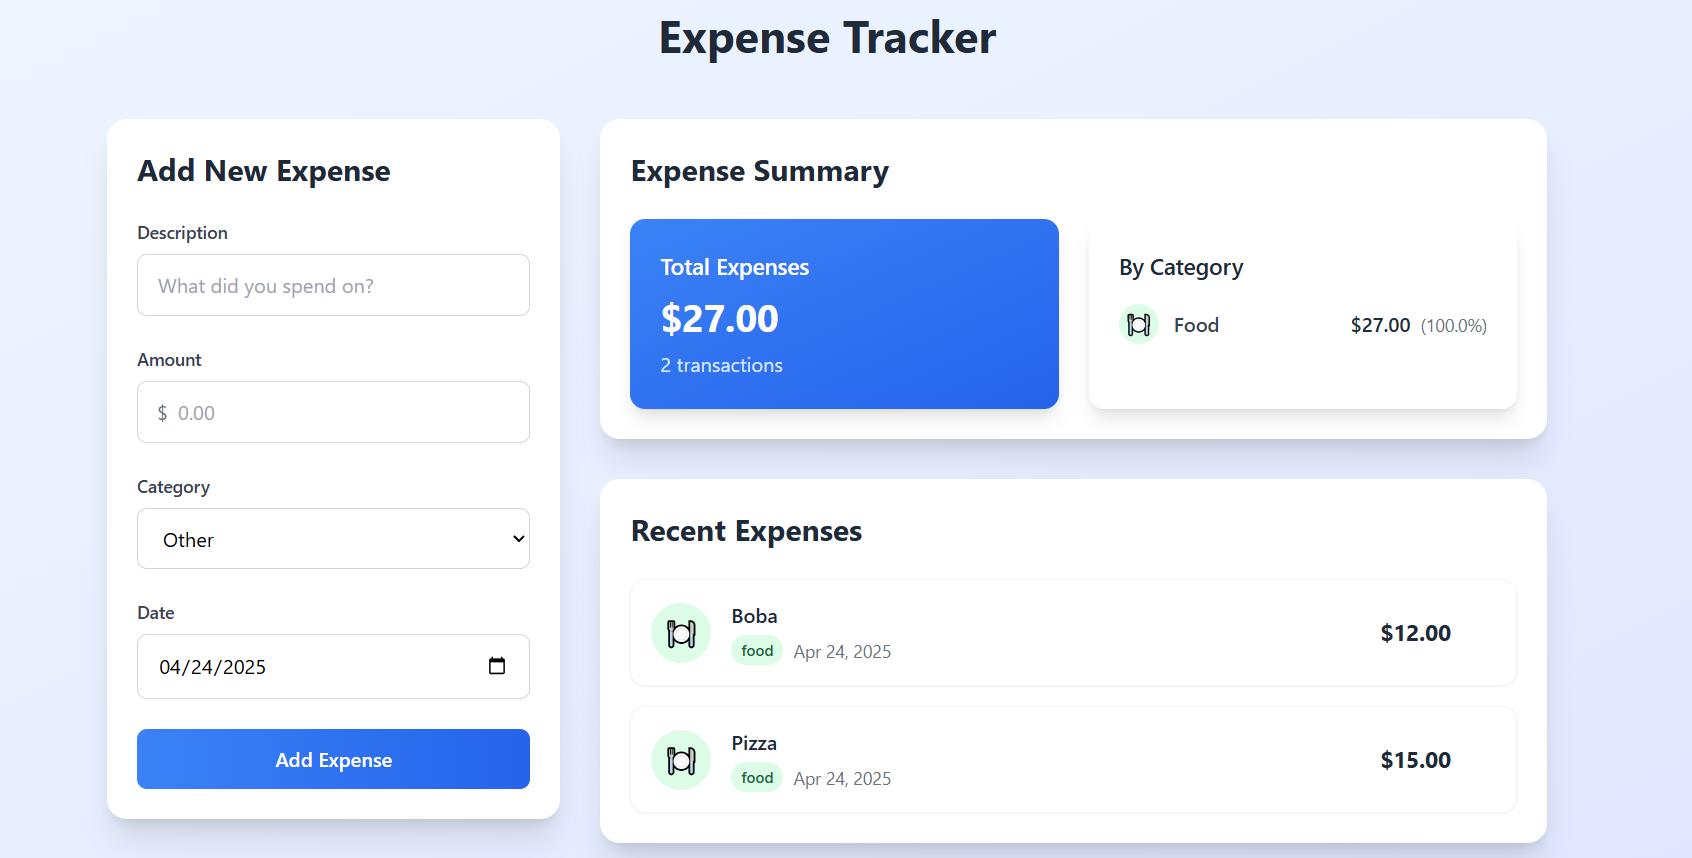 Expense Tracker
Add New Expense
Description
What did you spend on?
Amount
$ 0.00
Category
Other
Date
04/24/2025
Add Expense
Expense Summary
Total Expenses
$27.00
2 transactions
By Category
Food $27.00 (100.0%)
Recent Expenses
Boba
food Apr 24, 2025
$12.00
Pizza
food Apr 24, 2025
$15.00